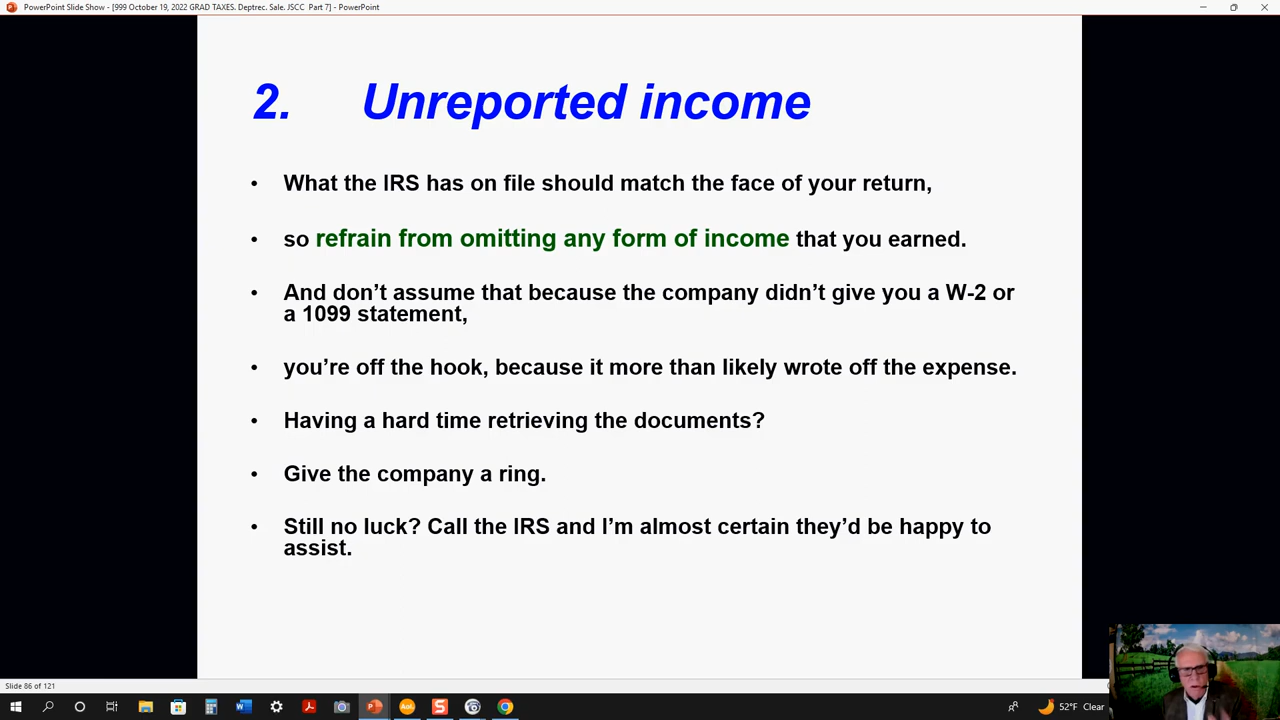 PowerPoint Slide Show - [999 October 19, 2022 GRAD TAXES. Deptrec. Sale. JSCC Part 7] - PowerPoint
2. Unreported income
• What the IRS has on file should match the face of your return,
• so refrain from omitting any form of income that you earned.
• And don’t assume that because the company didn’t give you a W-2 or
a 1099 statement,
• you’re off the hook, because it more than likely wrote off the expense.
• Having a hard time retrieving the documents?
• Give the company a ring.
• Still no luck? Call the IRS and I’m almost certain they’d be happy to
assist.
Slide 86 of 121
52°F Clear